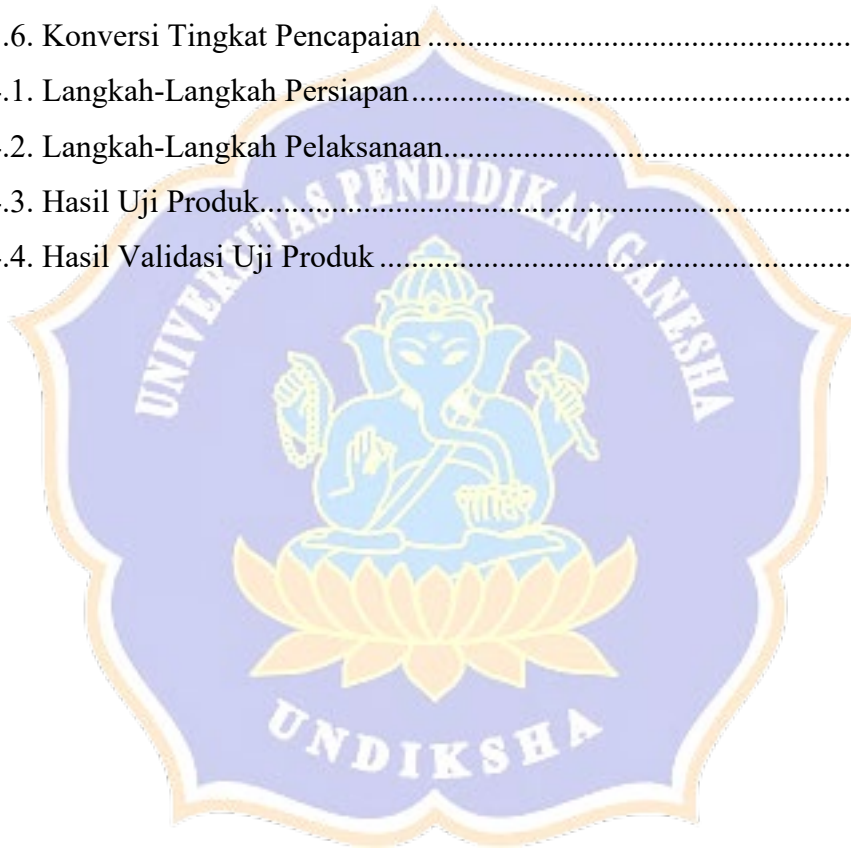 .6. Konversi Tingkat Pencapaian ......................................................
.1. Langkah-Langkah Persiapan........................................................
.2. Langkah-Langkah Pelaksanaan....................................................
.3. Hasil Uji Produk...........................................................................
.4. Hasil Validasi Uji Produk ............................................................
UNIVERSITAS PENDIDIKAN GANESHA
UNDIKSHA